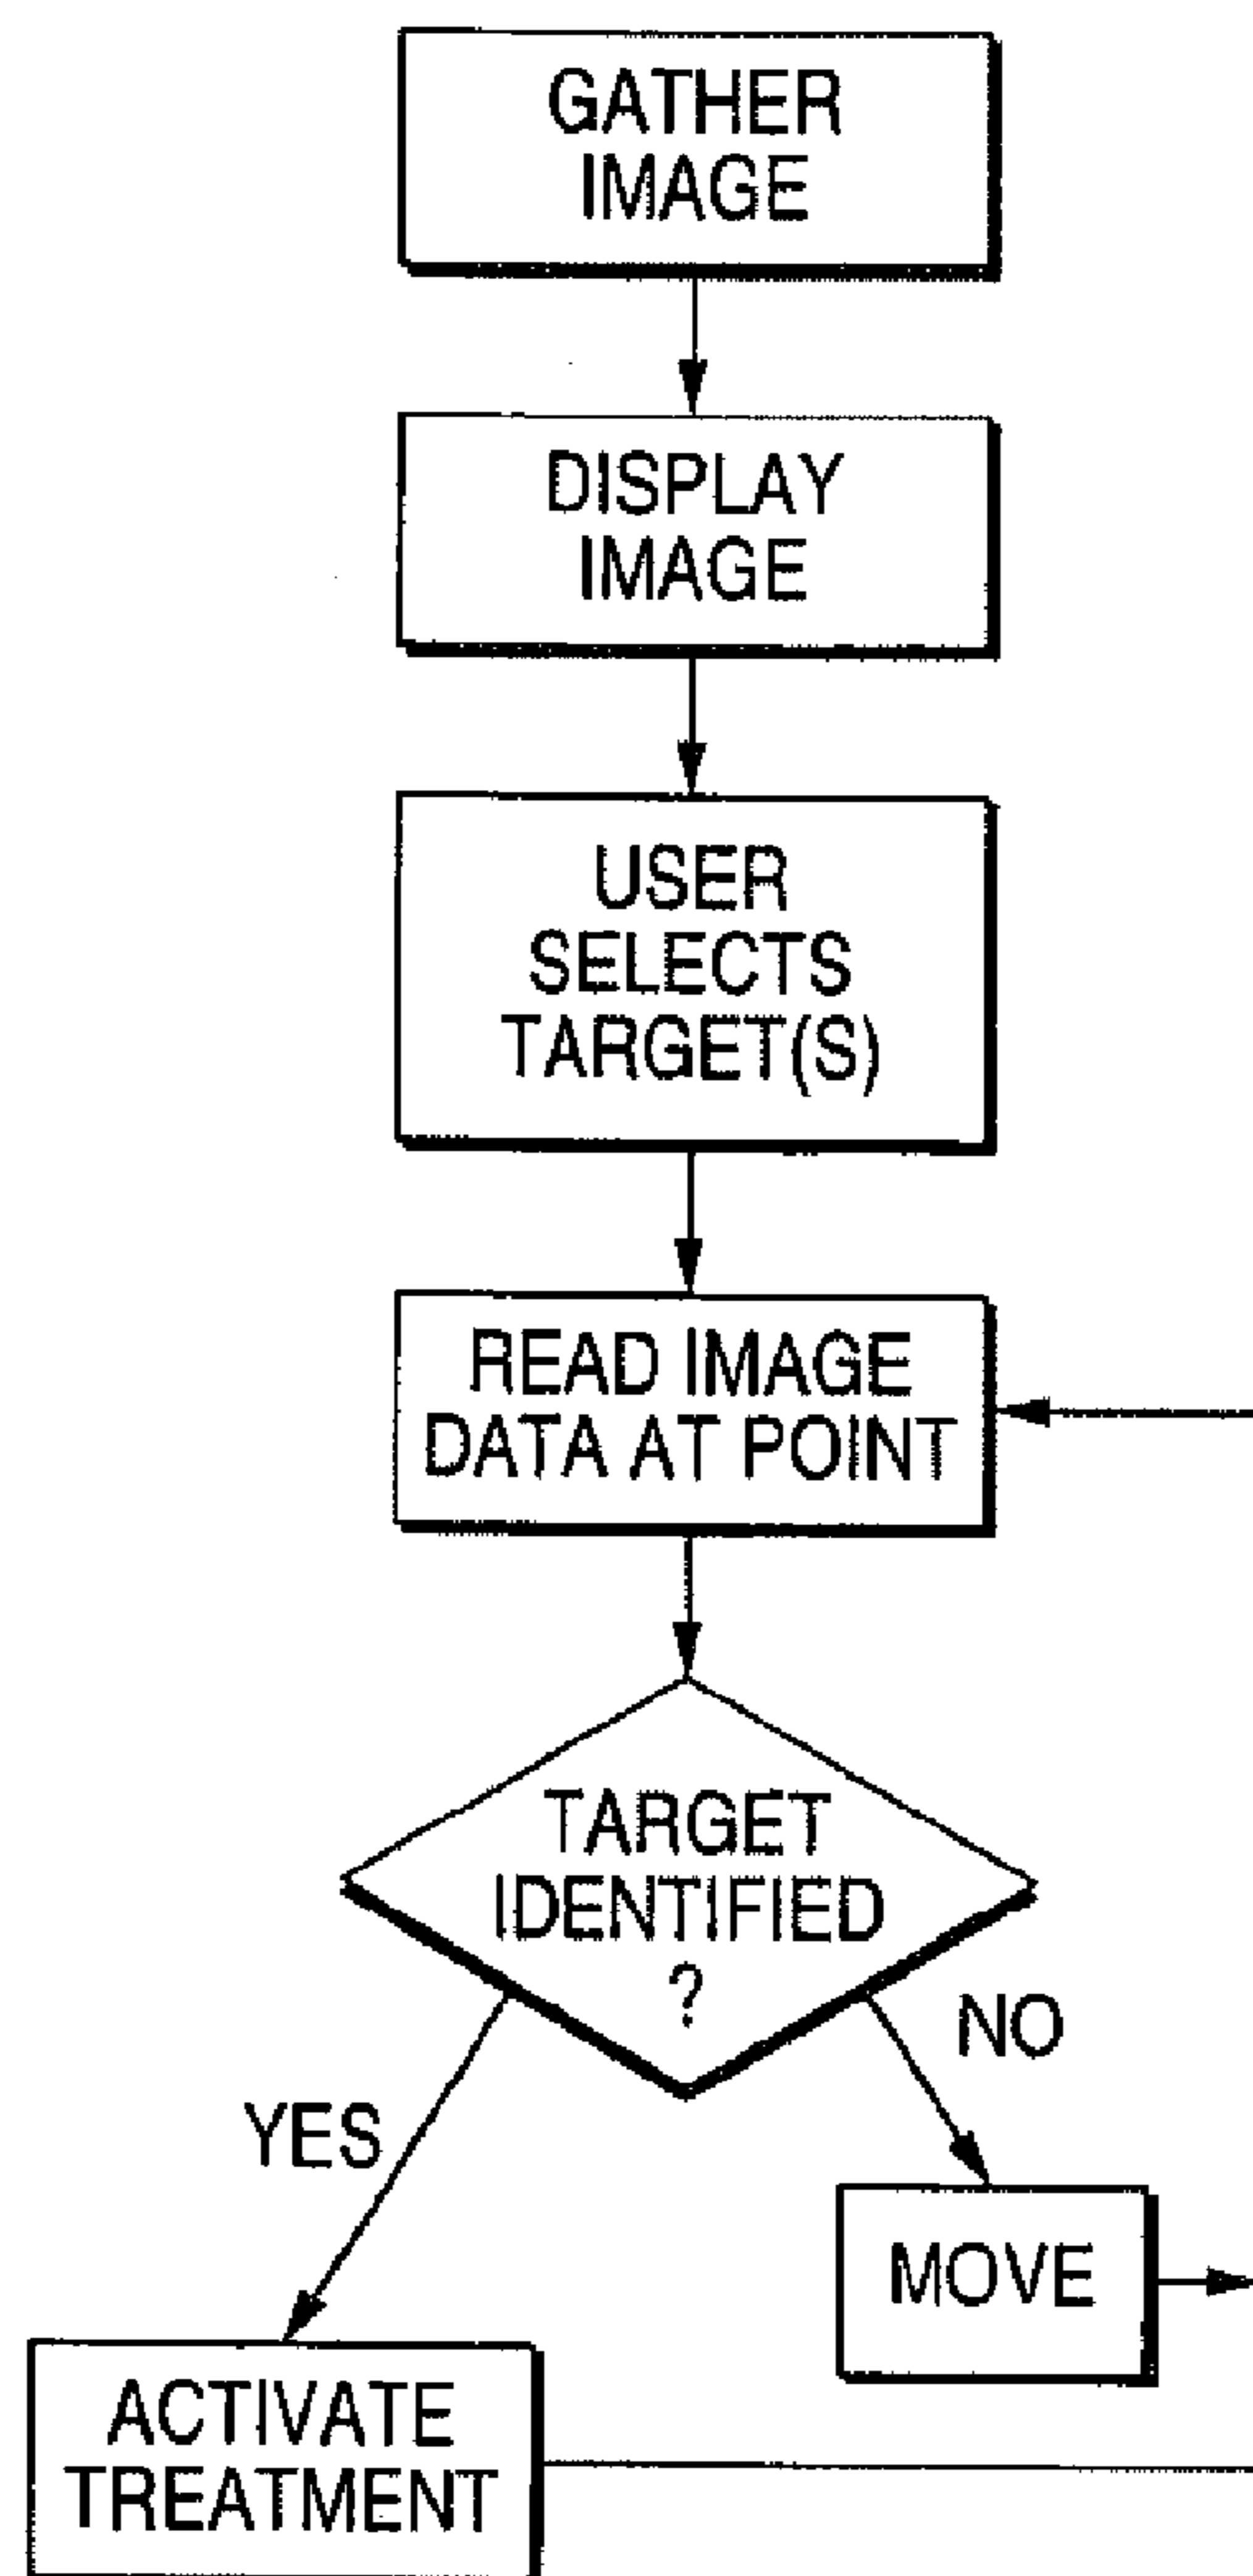 GATHER
IMAGE
DISPLAY
IMAGE
USER
SELECTS
TARGET(S)
READ IMAGE
DATA AT POINT
TARGET
IDENTIFIED
?
NO
YES
MOVE
ACTIVATE
TREATMENT